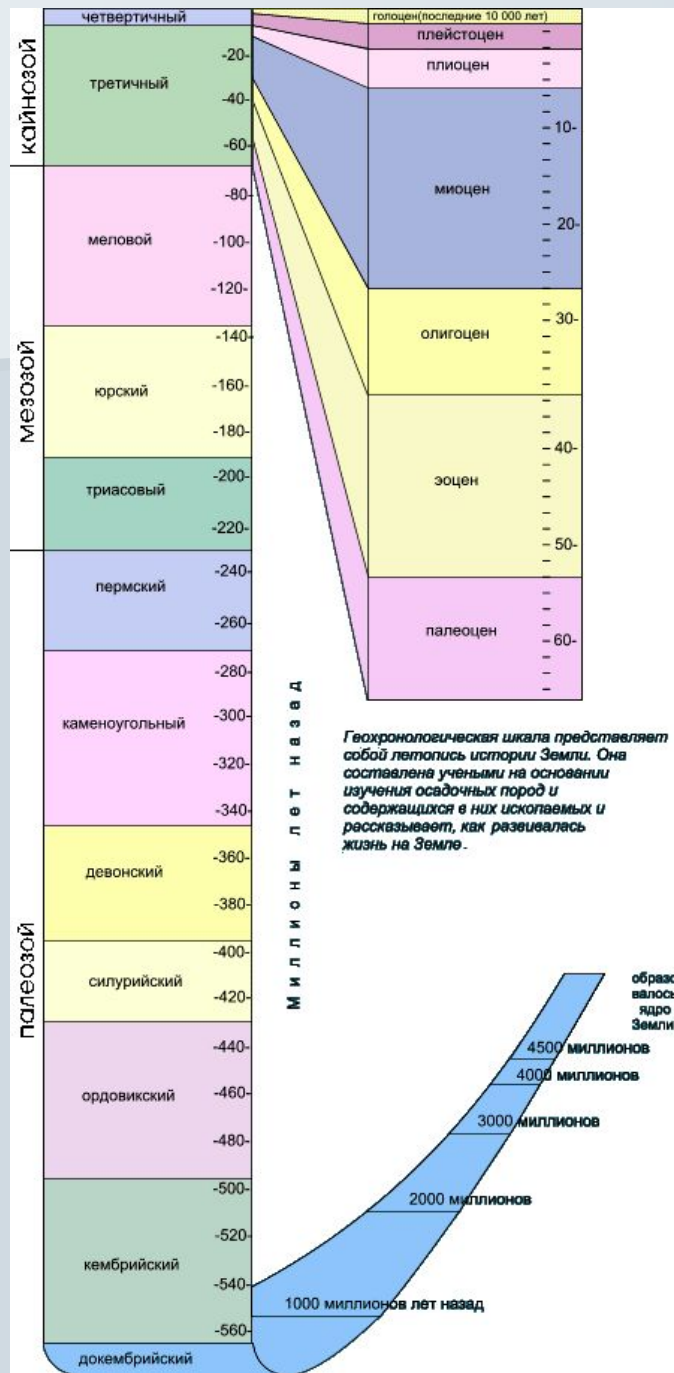 кайнозой
мезозой
палеозой
четвертичный
третичный
меловой
юрский
триасовый
пермский
каменоугольный
девонский
силурийский
ордовикский
кембрийский
докембрийский
-20-
-40-
-60-
-80-
-100-
-120-
-140-
-160-
-180-
-200-
-220-
-240-
-260-
-280-
-300-
-320-
-340-
-360-
-380-
-400-
-420-
-440-
-460-
-480-
-500-
-520-
-540-
-560-
Миллионы лет назад
голоцен(последние 10 000 лет)
плейстоцен
плиоцен
миоцен
олигоцен
эоцен
палеоцен
10-
20-
30-
40-
50-
60-
Геохронологическая шкала представляет
собой летопись истории Земли. Она
составлена учеными на основании
изучения осадочных пород и
содержащихся в них ископаемых и
рассказывает, как развивалась
жизнь на Земле.
образо
валось
ядро
Земли
4500 миллионов
4000 миллионов
3000 миллионов
2000 миллионов
1000 миллионов лет назад